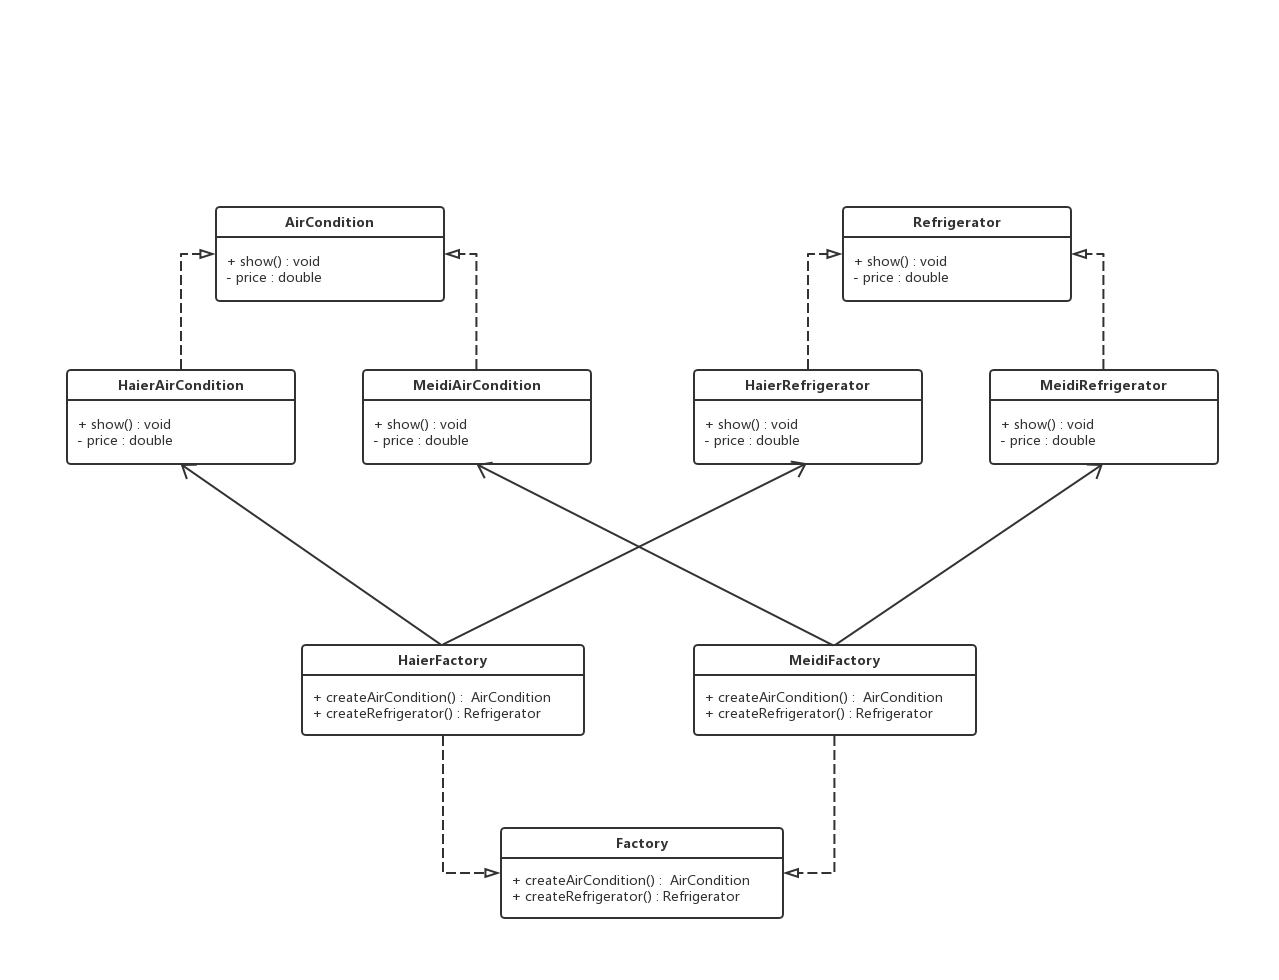 AirCondition
+ show() : void
- price : double
Refrigerator
+ show() : void
- price : double
HaierAirCondition
+ show() : void
- price : double
MeidiAirCondition
+ show() : void
- price : double
HaierRefrigerator
+ show() : void
- price : double
MeidiRefrigerator
+ show() : void
- price : double
HaierFactory
+ createAirCondition() :  AirCondition
+ createRefrigerator() : Refrigerator
MeidiFactory
+ createAirCondition() :  AirCondition
+ createRefrigerator() : Refrigerator
Factory
+ createAirCondition() :  AirCondition
+ createRefrigerator() : Refrigerator